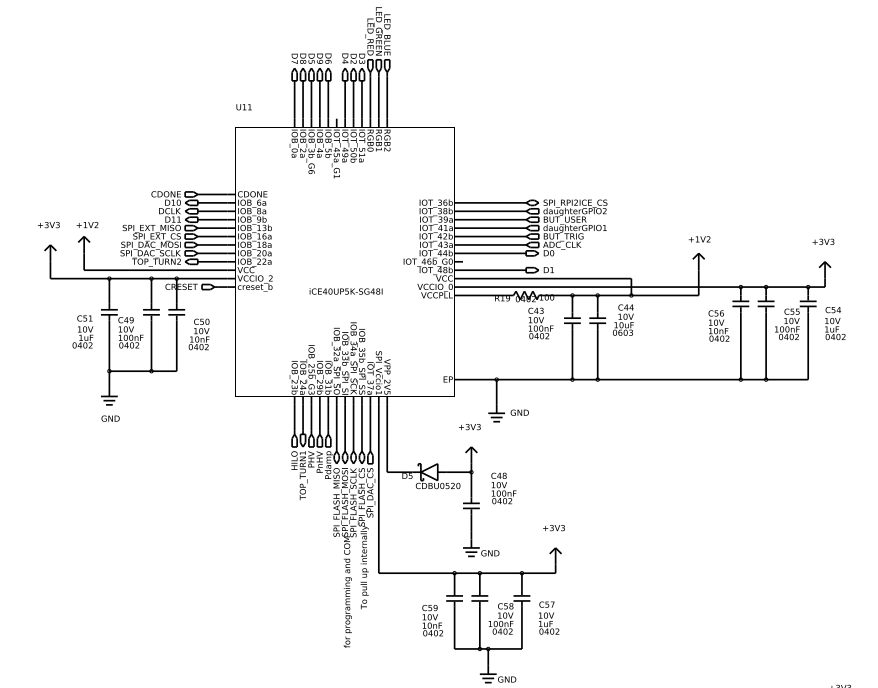 LED_BLUE
LED_GREEN
LED_RED
D7
D8
D5
D9
D6
D4
D2
D3
U11
IOB_0a
IOB_2a
IOB_3b_G6
IOB_4a
IOB_5b
IOT_45a_G1
IOT_49a
IOT_50b
IOT_51a
RGB0
RGB1
RGB2
CDONE CDONE
D10 IOB_6a
DCLK IOB_8a
D11 IOB_9b
SPI_EXT_MISO IOB_13b
SPI_EXT_CS IOB_16a
SPI_DAC_MOSI IOB_18a
SPI_DAC_SCLK IOB_20a
TOP_TURN2 IOB_22a
VCC
VCCIO_2
CRESET creset_b
+3V3 +1V2
IOT_36b SPI_RPI2ICE_CS
IOT_38b daughterGPIO2
IOT_39a BUT_USER
IOT_41a daughterGPIO1
IOT_42b BUT_TRIG
IOT_43a ADC_CLK
IOT_44b D0
IOT_46b_G0
IOT_48b D1
VCC
VCCIO_0
VCCPLL
EP
+1V2
+3V3
iCE40UP5K-SG48I
R19 0402 100
C51
10V
1uF
0402
C49
10V
100nF
0402
C50
10V
10nF
0402
GND
C43
10V
100nF
0402
C44
10V
10uF
0603
C56
10V
10nF
0402
C55
10V
100nF
0402
C54
10V
1uF
0402
GND
IOB_23b
IOB_24a
IOB_25b_G3
IOB_29b
IOB_31b
IOB_32a_SPI_SO
IOB_33b_SPI_SI
IOB_34a_SPI_SCK
IOB_35b_SPI_SS
IOT_37a
SPI_Vccio1
VPP_2V5
HILO
TOP_TURN1
PHV
PnHV
Pdamp
SPI_FLASH_MISO
SPI_FLASH_MOSI
SPI_FLASH_SCLK
SPI_FLASH_CS
SPI_DAC_CS
for programming and COM
To pull up internally
+3V3
D5
CDBU0520
C48
10V
100nF
0402
GND
+3V3
C59
10V
10nF
0402
C58
10V
100nF
0402
C57
10V
1uF
0402
GND
+3V3